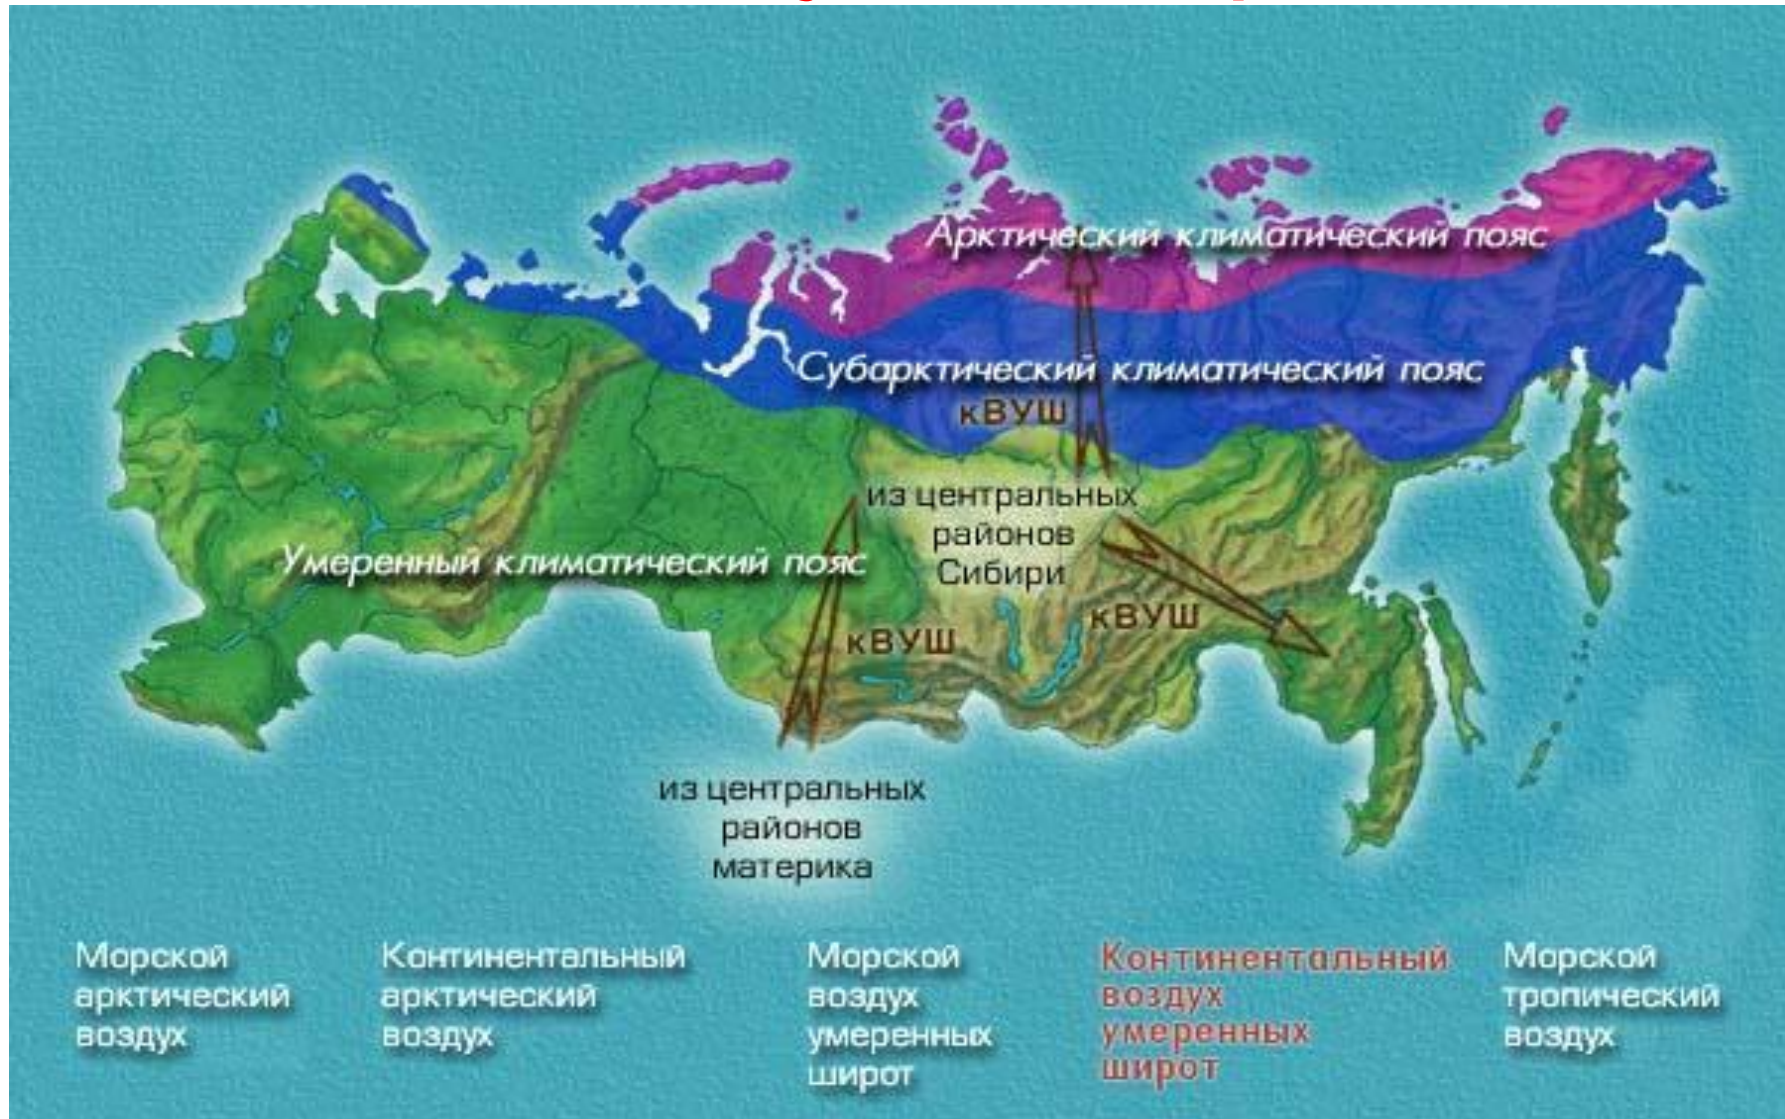 Арктический климатический пояс
Субарктический климатический пояс
кВУШ
из центральных
районов
Сибири
Умеренный климатический пояс
кВУШ
кВУШ
из центральных
районов
материка
Морской
арктический
воздух
Континентальный
арктический
воздух
Морской
воздух
умеренных
широт
Континентальный
воздух
умеренных
широт
Морской
тропический
воздух